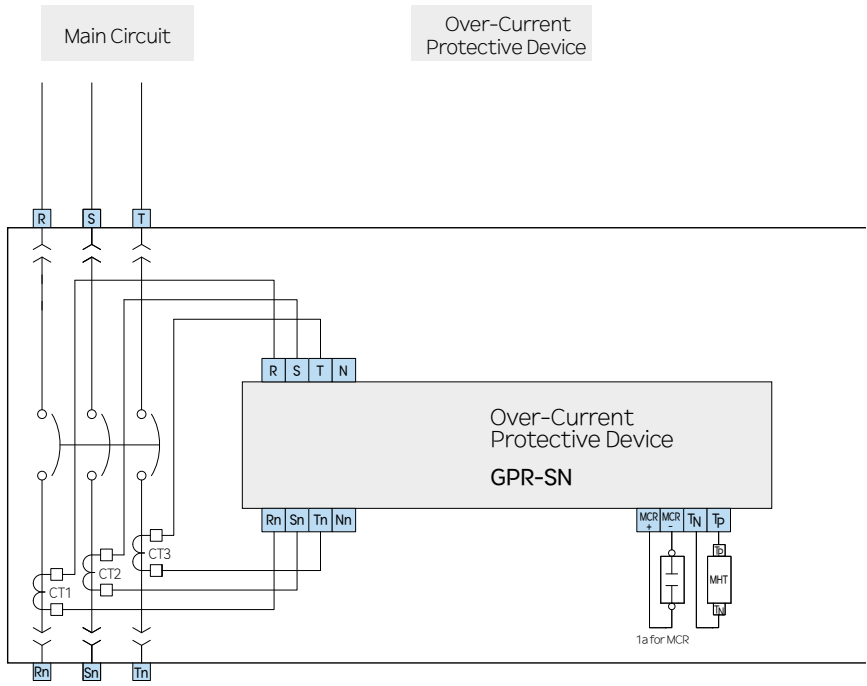 Main Circuit
Over-Current
Protective Device
R S T
R S T N
Over-Current
Protective Device
GPR-SN
Rn Sn Tn Nn
MCR + MCR - TN Tp
CT1
CT2
CT3
Tp
MHT
TN
1a for MCR
Rn Sn Tn